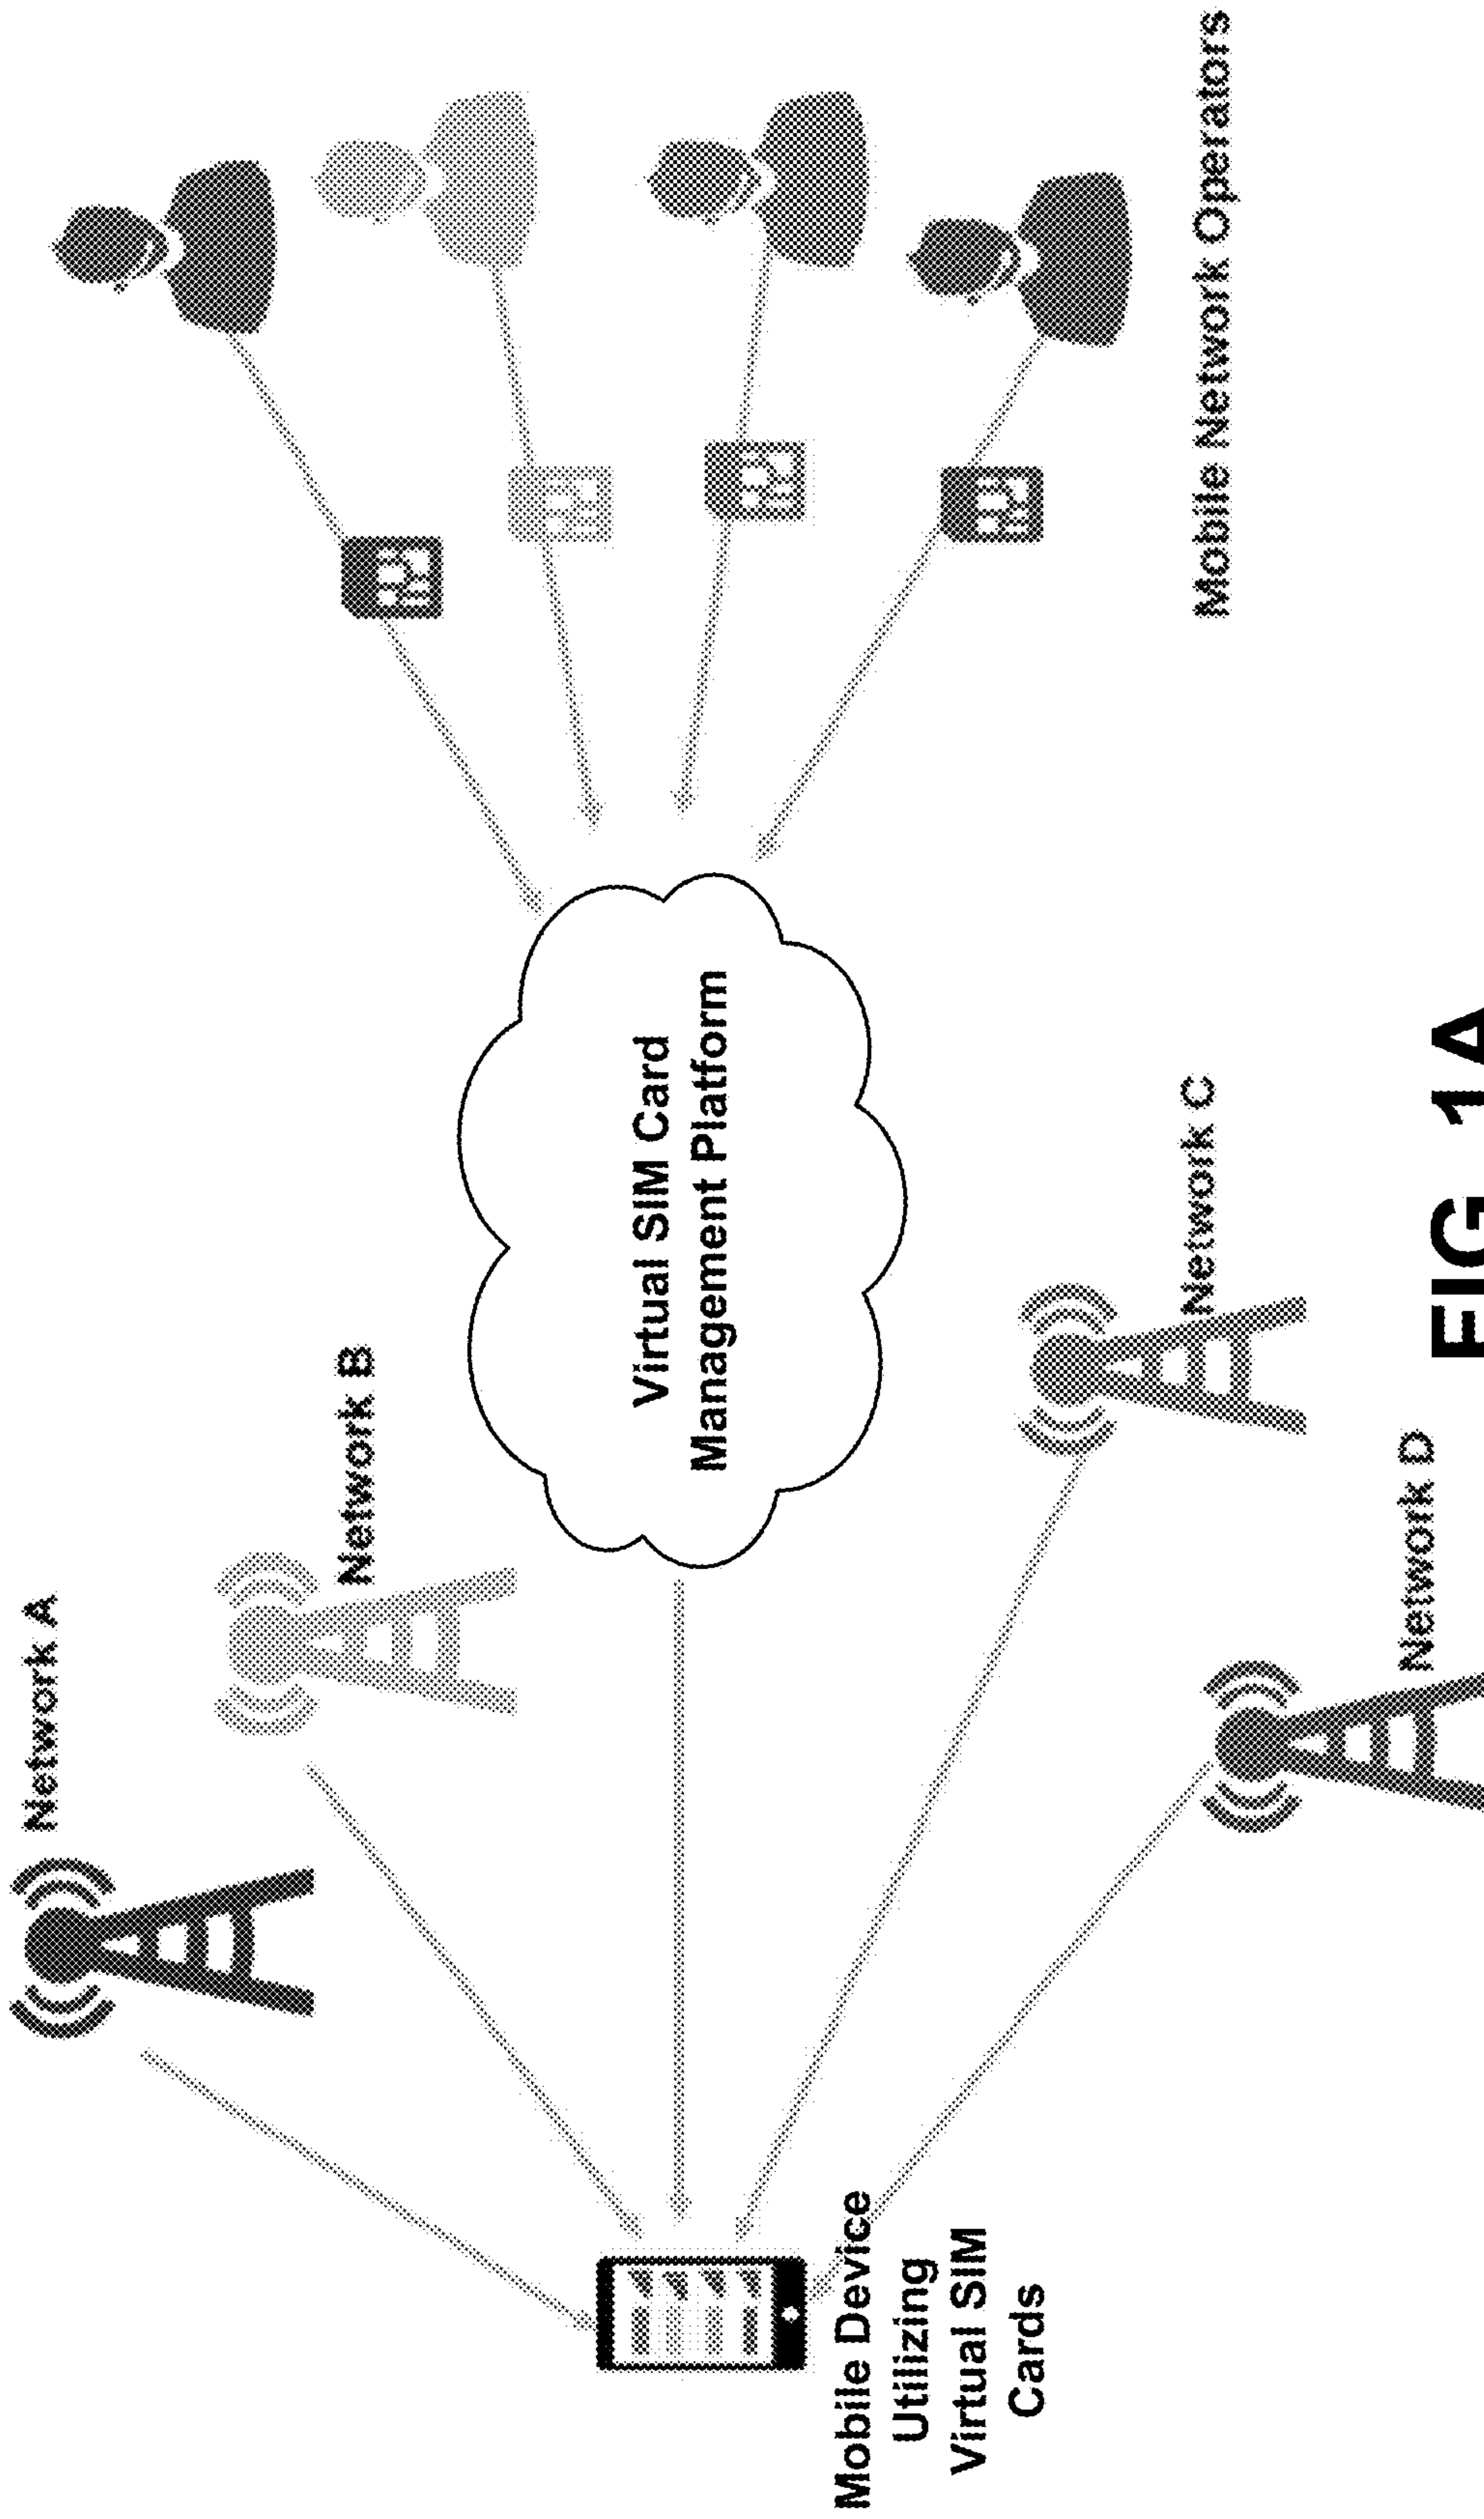 Network A
Network B
Virtual SIM Card
Management Platform
Mobile Device
Utilizing
Virtual SIM
Cards
Network C
Network D
Mobile Network Operators
FIG 1A